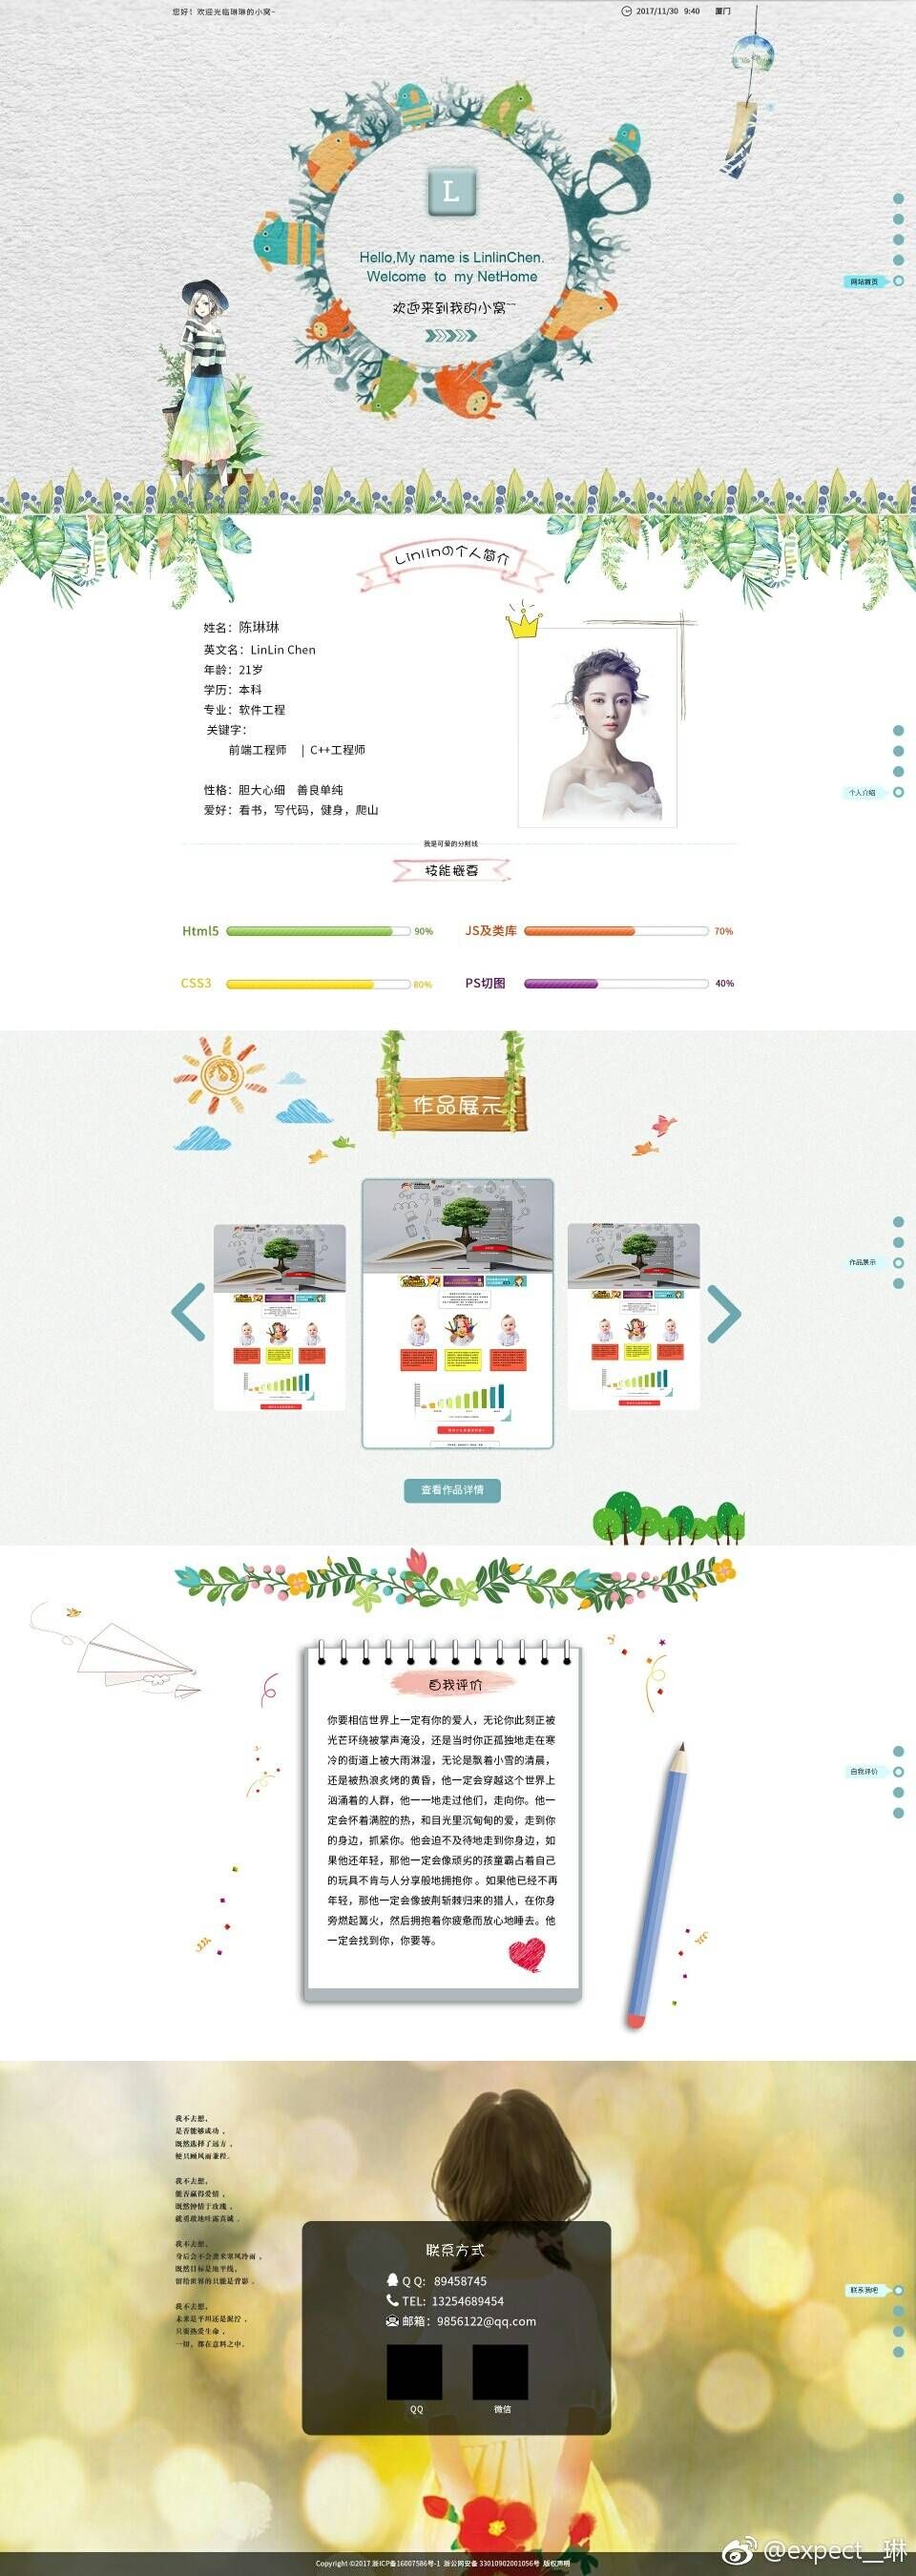 您好！欢迎光临琳琳的小窝~
2017/11/30 9:40 厦门
L
Hello,My name is LinlinChen.
Welcome to my NetHome
欢迎来到我的小窝~
网站首页
Linlinの个人简介
姓名：陈琳琳
英文名：LinLin Chen
年龄：21岁
学历：本科
专业：软件工程
关键字：
前端工程师 | C++工程师
性格：胆大心细 善良单纯
爱好：看书，写代码，健身，爬山
个人介绍
我是可爱的分割线
技能概要
Html5 90%
JS及类库 70%
CSS3 80%
PS切图 40%
作品展示
作品展示
查看作品详情
自我评价
你要相信世界上一定有你的爱人，无论你此刻正被
光芒环绕被掌声淹没，还是当时你正孤独地走在寒
冷的街道上被大雨淋湿，无论是飘着小雪的清晨，
还是被热浪炙烤的黄昏，他一定会穿越这个世界上
汹涌着的人群，他一一地走过他们，走向你。他一
定会怀着满腔的热，和目光里沉甸甸的爱，走到你
的身边，抓紧你。他会迫不及待地走到你身边，如
果他还年轻，那他一定会像顽劣的孩童霸占着自己
的玩具不肯与人分享般地拥抱你 。如果他已经不再
年轻，那他一定会像披荆斩棘归来的猎人，在你身
旁燃起篝火，然后拥抱着你疲惫而放心地睡去。他
一定会找到你，你要等。
自我评价
我不去想，
是否能够成功 ，
既然选择了远方 ，
便只顾风雨兼程。
我不去想，
能否赢得爱情 ，
既然钟情于玫瑰 ，
就勇敢地吐露真诚 。
我不去想，
身后会不会袭来寒风冷雨 ，
既然目标是地平线，
留给世界的只能是背影 。
我不去想，
未来是平坦还是泥泞 ，
只要热爱生命 ，
一切，都在意料之中。
联系方式
Q Q: 89458745
TEL: 13254689454
邮箱：9856122@qq.com
QQ
微信
联系我吧
Copyright ©2017 浙ICP备16007586号-1 浙公网安备 33010902001056号 版权声明
@expect__琳